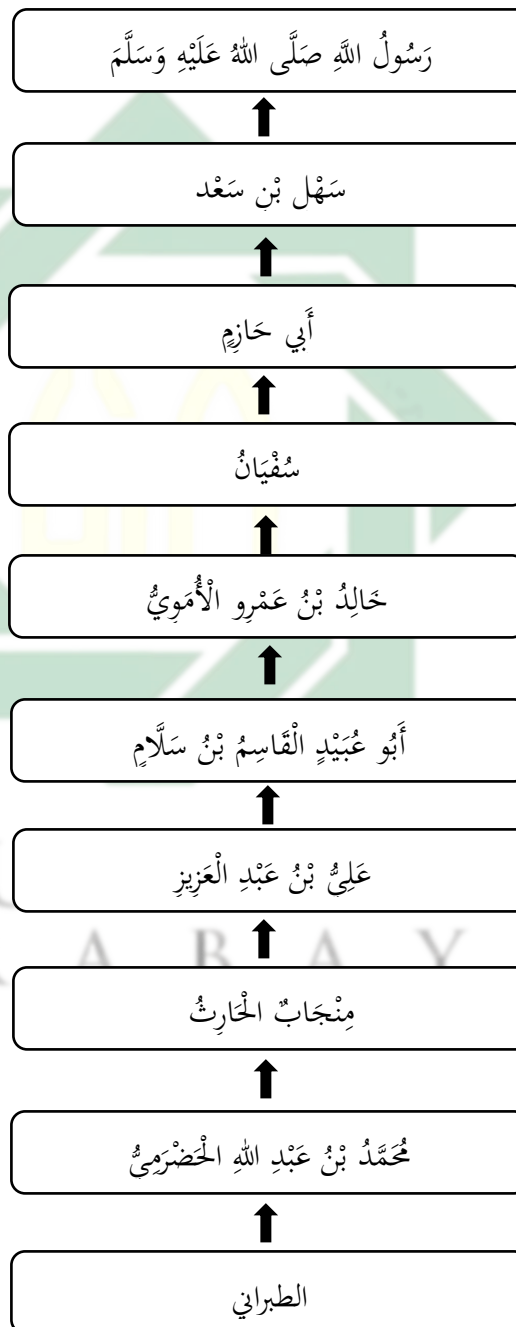 رَسُولُ اللَّهِ صَلَّى اللهُ عَلَيْهِ وَسَلَّمَ
سَهْل بْنِ سَعْد
أَبِي حَازِمٍ
سُفْيَانُ
خَالِدُ بْنُ عَمْرِو الْأُمَوِيُّ
أَبُو عُبَيْدٍ الْقَاسِمُ بْنُ سَلَّامٍ
عَلِيُّ بْنُ عَبْدِ الْعَزِيزِ
A B A Y
مِنْجَابٌ الْحَارِثُ
مُحَمَّدُ بْنُ عَبْدِ اللهِ الْحَضْرَمِيُّ
الطبراني